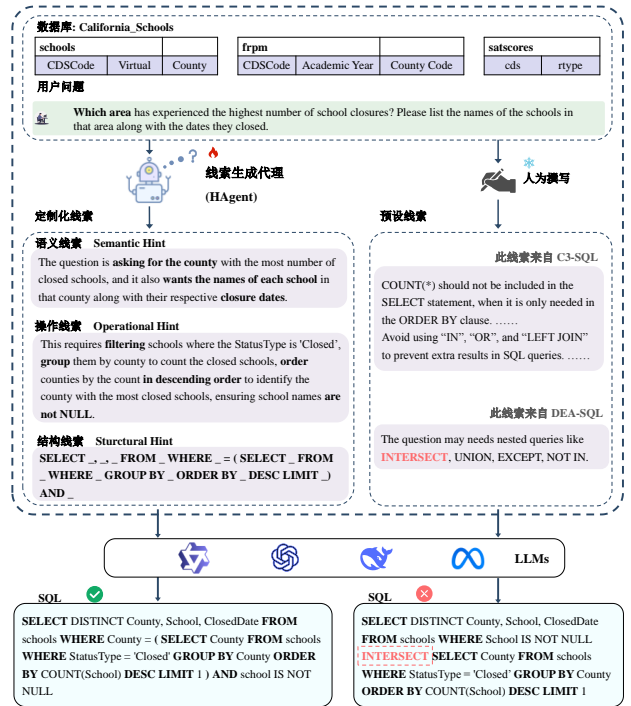 数据库: California_Schools
schools
CDSCode Virtual County
frpm
CDSCode Academic Year County Code
satscores
cds rtype
用户问题
Which area has experienced the highest number of school closures? Please list the names of the schools in
that area along with the dates they closed.
?
线索生成代理
(HAgent)
人为撰写
定制化线索
语义线索 Semantic Hint
The question is asking for the county with the most number of
closed schools, and it also wants the names of each school in
that county along with their respective closure dates.
操作线索 Operational Hint
This requires filtering schools where the StatusType is 'Closed',
group them by county to count the closed schools, order
counties by the count in descending order to identify the
county with the most closed schools, ensuring school names
are not NULL.
结构线索 Sturctural Hint
SELECT _, _, _ FROM _ WHERE _ = ( SELECT _ FROM
_ WHERE _ GROUP BY _ ORDER BY _ DESC LIMIT _)
AND _
预设线索
此线索来自 C3-SQL
COUNT(*) should not be included in the
SELECT statement, when it is only needed in
the ORDER BY clause. ……
Avoid using “IN”, “OR”, and “LEFT JOIN”
to prevent extra results in SQL queries. ……
此线索来自 DEA-SQL
The question may needs nested queries like
INTERSECT, UNION, EXCEPT, NOT IN.
LLMs
SQL
SELECT DISTINCT County, School, ClosedDate FROM
schools WHERE County = ( SELECT County FROM schools
WHERE StatusType = 'Closed' GROUP BY County ORDER
BY COUNT(School) DESC LIMIT 1 ) AND school IS NOT
NULL
SQL
SELECT DISTINCT County, School, ClosedDate
FROM schools WHERE School IS NOT NULL
INTERSECT SELECT County FROM schools
WHERE StatusType = 'Closed' GROUP BY County
ORDER BY COUNT(School) DESC LIMIT 1